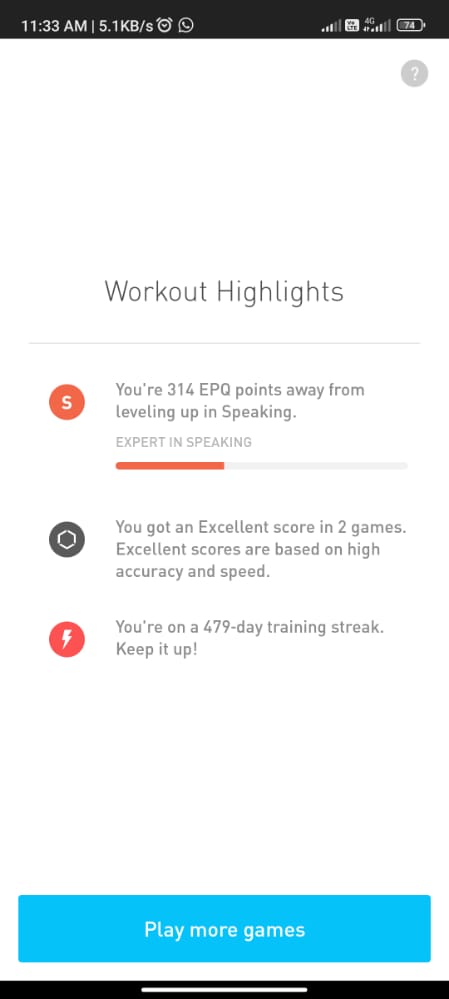 11:33 AM | 5.1KB/s
Vo LTE 4G 74
?
Workout Highlights
S
You're 314 EPQ points away from
leveling up in Speaking.
EXPERT IN SPEAKING
You got an Excellent score in 2 games.
Excellent scores are based on high
accuracy and speed.
You're on a 479-day training streak.
Keep it up!
Play more games